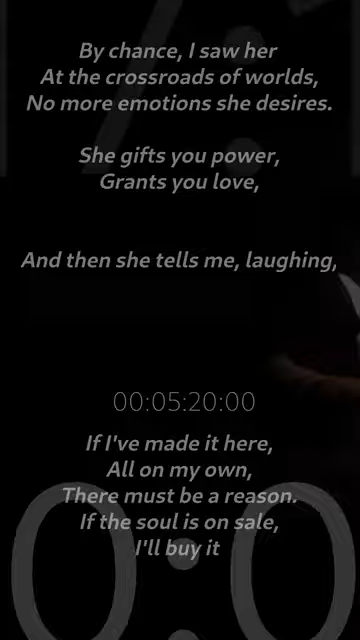 By chance, I saw her
At the crossroads of worlds,
No more emotions she desires.
She gifts you power,
Grants you love,
And then she tells me, laughing,
00:05:20:00
If I've made it here,
All on my own,
There must be a reason.
If the soul is on sale,
I'll buy it
0:0